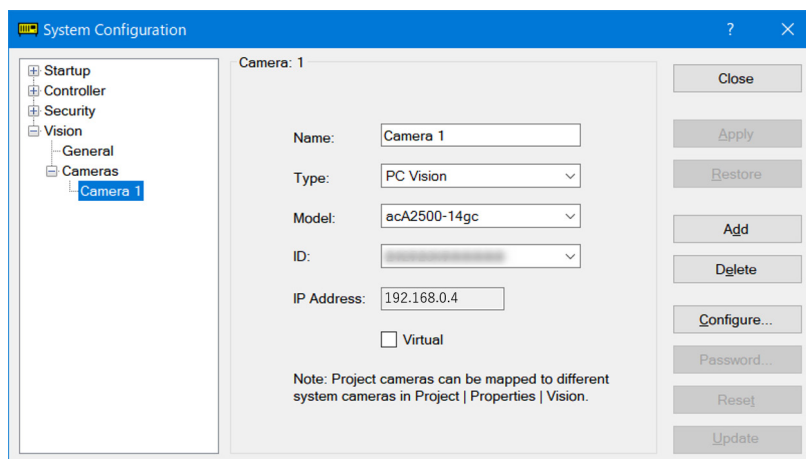 System Configuration
?
Startup
Controller
Security
Vision
General
Cameras
Camera 1
Camera: 1
Name:
Camera 1
Type:
PC Vision
Model:
acA2500-14gc
ID:
IP Address:
192.168.0.4
Virtual
Note: Project cameras can be mapped to different
system cameras in Project | Properties | Vision.
Close
Apply
Restore
Add
Delete
Configure...
Password...
Reset
Update